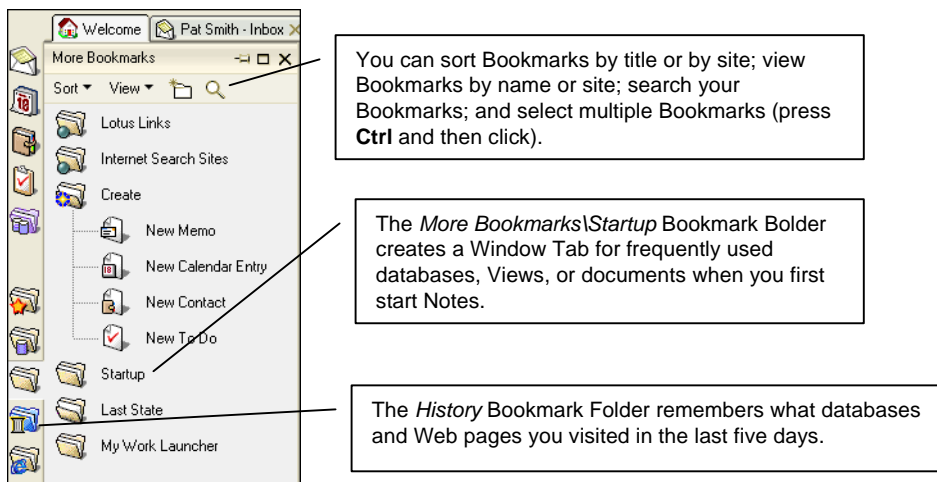 Welcome
Pat Smith - Inbox
More Bookmarks
Sort View
Lotus Links
Internet Search Sites
Create
New Memo
New Calendar Entry
New Contact
New To Do
Startup
Last State
My Work Launcher
18
18
You can sort Bookmarks by title or by site; view
Bookmarks by name or site; search your
Bookmarks; and select multiple Bookmarks (press
Ctrl and then click).
The More Bookmarks\Startup Bookmark Bolder
creates a Window Tab for frequently used
databases, Views, or documents when you first
start Notes.
The History Bookmark Folder remembers what databases
and Web pages you visited in the last five days.